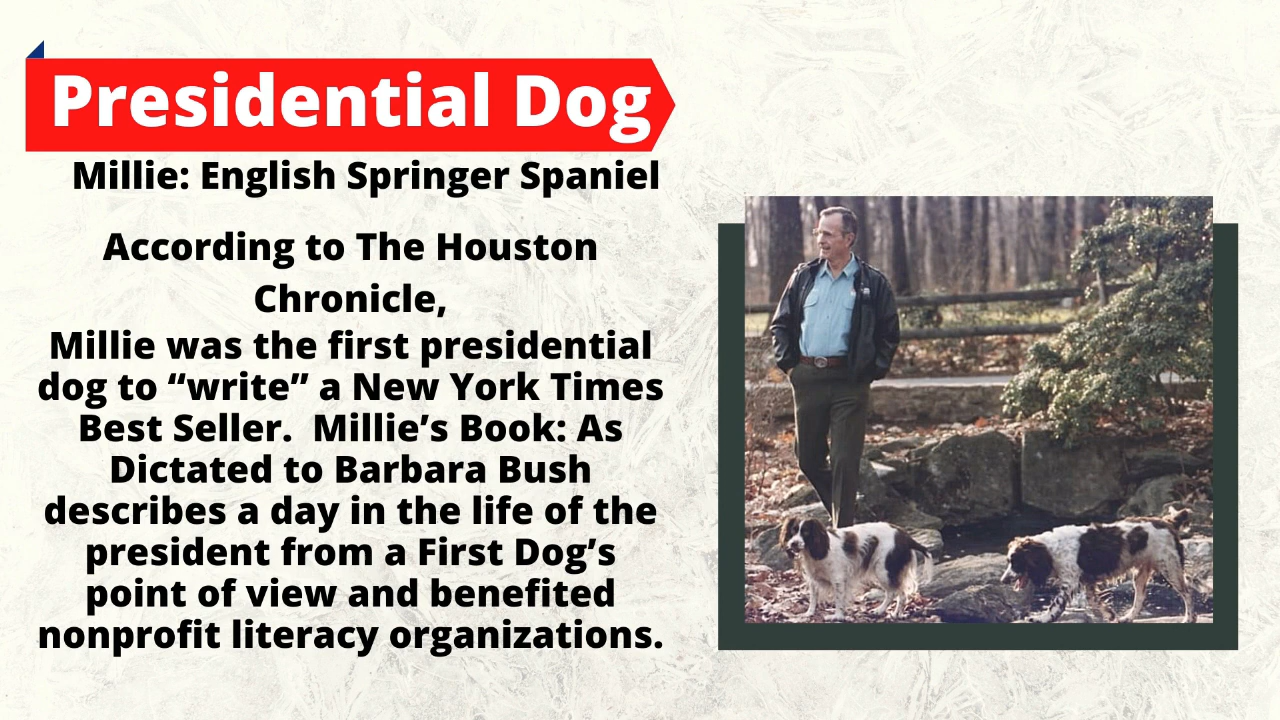 Presidential Dog
Millie: English Springer Spaniel
According to The Houston
Chronicle,
Millie was the first presidential
dog to “write” a New York Times
Best Seller.  Millie’s Book: As
Dictated to Barbara Bush
describes a day in the life of the
president from a First Dog’s
point of view and benefited
nonprofit literacy organizations.